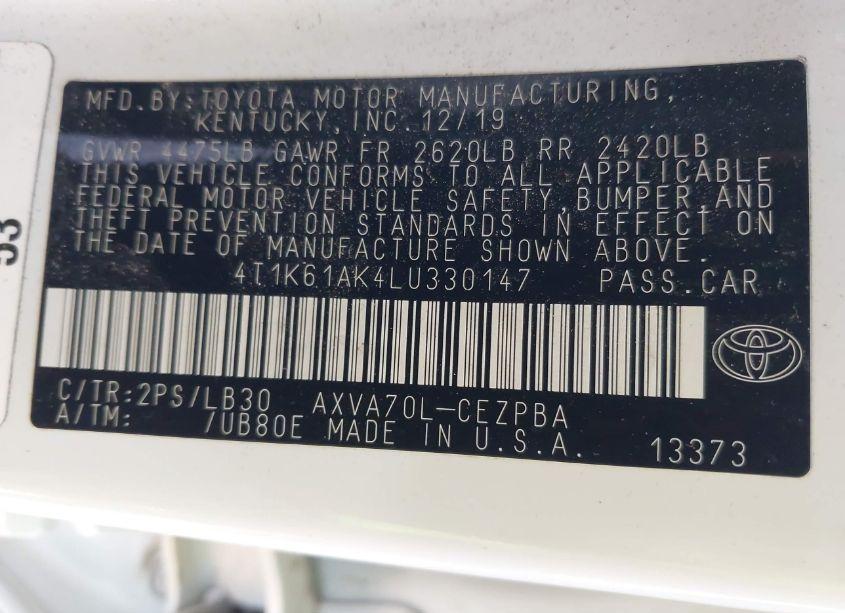 53
MFD.BY:TOYOTA MOTOR MANUFACTURING,
KENTUCKY,INC.12/19
GVWR 4475LB GAWR FR 2620LB RR 2420LB
THIS VEHICLE CONFORMS TO ALL APPLICABLE
FEDERAL MOTOR VEHICLE SAFETY,BUMPER,AND
THEFT PREVENTION STANDARDS IN EFFECT ON
THE DATE OF MANUFACTURE SHOWN ABOVE.
4T1K61AK4LU330147 PASS.CAR
C/TR:2PS/LB30 AXVA70L-CEZPBA
A/TM: /UB80E MADE IN U.S.A. 13373